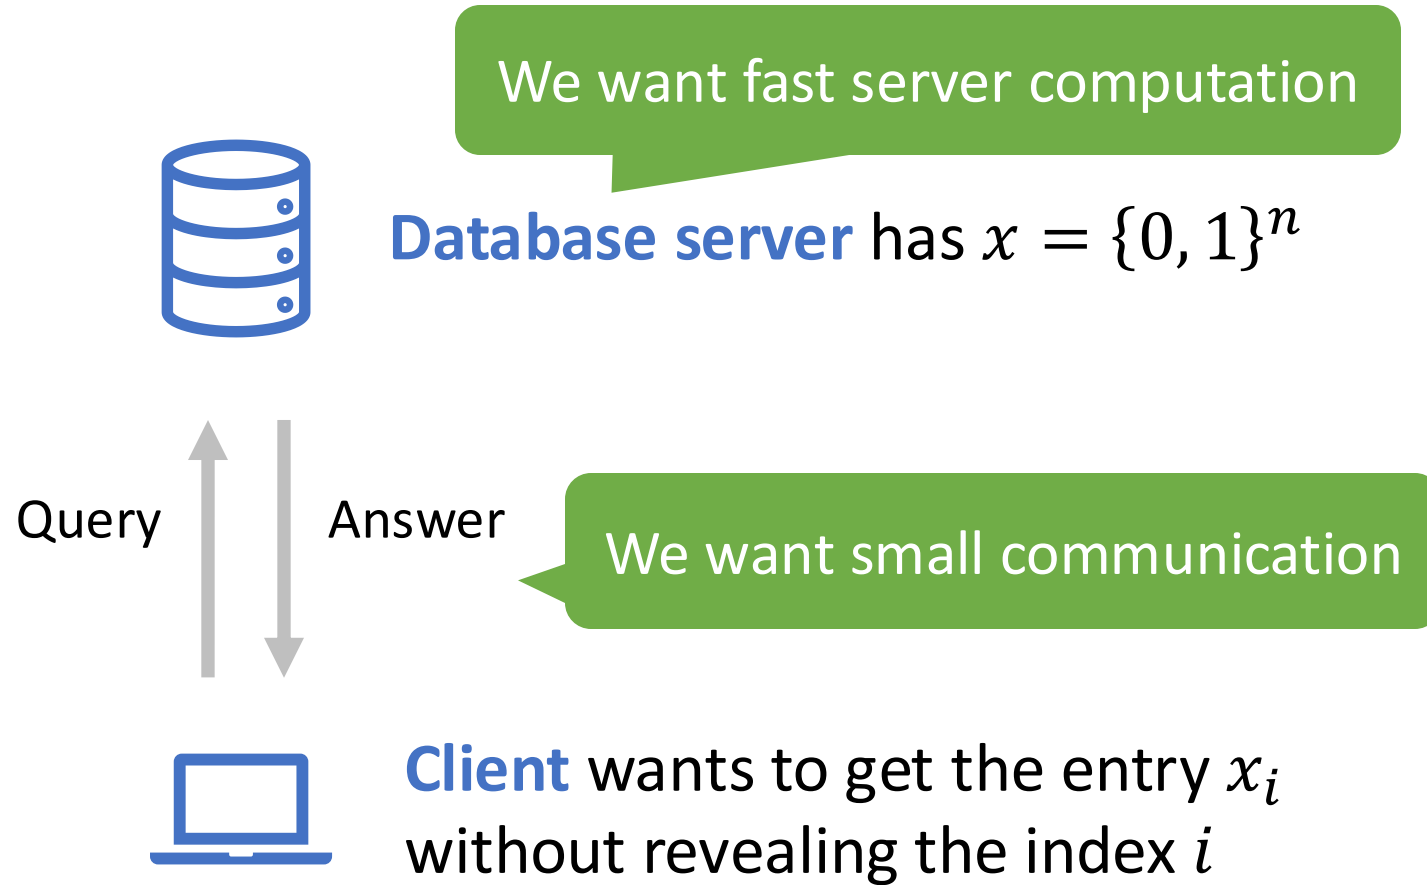 We want fast server computation
Database server has $x = \{0, 1\}^n$
Query
Answer
We want small communication
Client wants to get the entry $x_i$
without revealing the index $i$